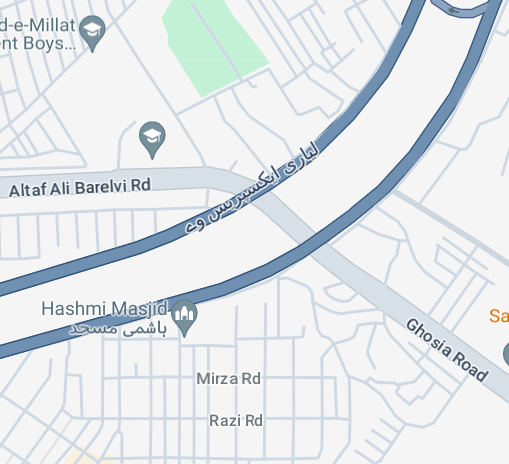 d-e-Millat
nt Boys...
Altaf Ali Barelvi Rd
لیاری ایکسپریس وے
Hashmi Masjid
ہاشمی مسجد
Ghosia Road
Sa
Mirza Rd
Razi Rd